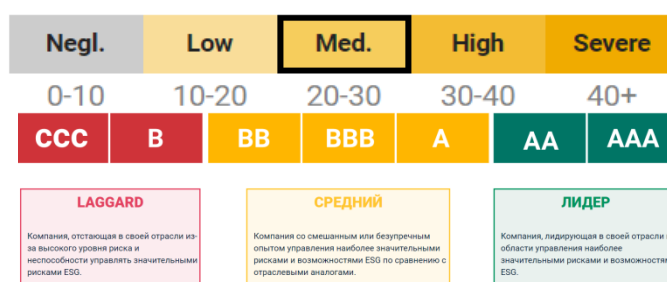 Negl. Low Med. High Severe
0-10 10-20 20-30 30-40 40+
CCC B BB BBB A AA AAA
LAGGARD
Компания, отстающая в своей отрасли из-
за высокого уровня риска и
неспособности управлять значительными
рисками ESG.
СРЕДНИЙ
Компания со смешанным или безупречным
опытом управления наиболее значительными
рисками и возможностями ESG по сравнению с
отраслевыми аналогами.
ЛИДЕР
Компания, лидирующая в своей отрасли
области управления наиболее
значительными рисками и возможностям
ESG.